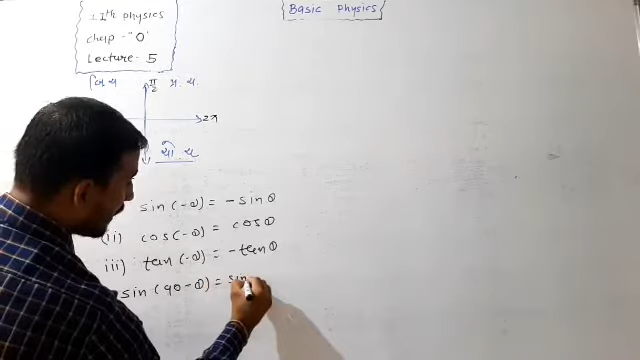 11th physics
chap-"0"
Lecture-5
Basic Physics
π/2
2π
sin(-θ) = -sinθ
(ii) cos(-θ) = cosθ
iii) tan(-θ) = -tanθ
sin(90-θ) = sin